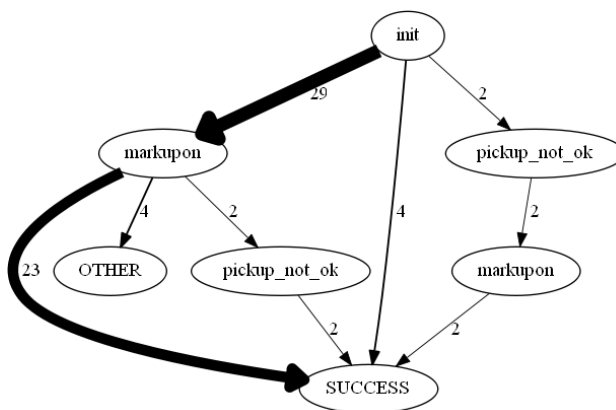 init
29
2
markupon
pickup_not_ok
4
2
4
2
23
OTHER
pickup_not_ok
markupon
2
2
SUCCESS